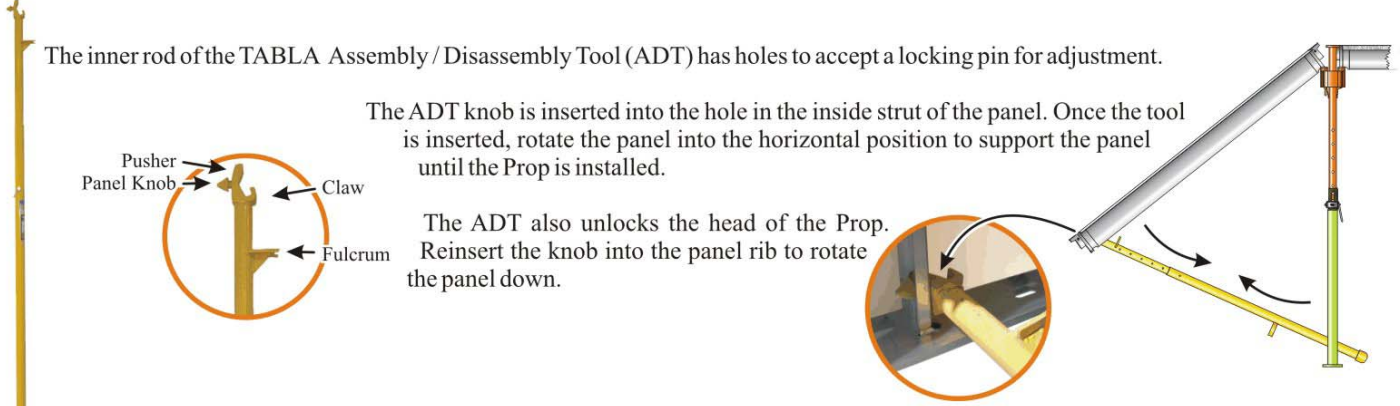 The inner rod of the TABLA Assembly / Disassembly Tool (ADT) has holes to accept a locking pin for adjustment.
The ADT knob is inserted into the hole in the inside strut of the panel. Once the tool
is inserted, rotate the panel into the horizontal position to support the panel
until the Prop is installed.
Pusher
Panel Knob
Claw
Fulcrum
The ADT also unlocks the head of the Prop.
Reinsert the knob into the panel rib to rotate
the panel down.